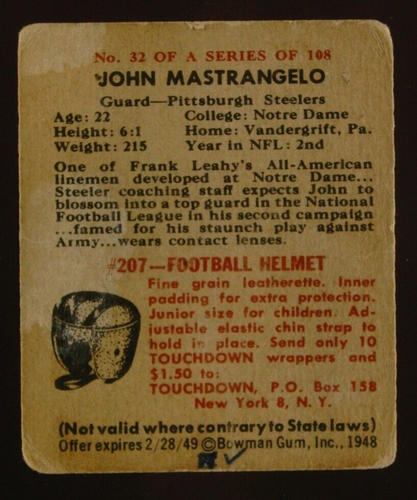 No. 32 OF A SERIES OF 108
JOHN MASTRANGELO
Guard—Pittsburgh Steelers
Age: 22 College: Notre Dame
Height: 6:1 Home: Vandergrift, Pa.
Weight: 215 Year in NFL: 2nd
One of Frank Leahy's All-American
linemen developed at Notre Dame...
Steeler coaching staff expects John to
blossom into a top guard in the National
Football League in his second campaign
...famed for his staunch play against
Army...wears contact lenses.
#207—FOOTBALL HELMET
Fine grain leatherette. Inner
padding for extra protection.
Junior size for children. Ad-
justable elastic chin strap to
hold in place. Send only 10
TOUCHDOWN wrappers and
$1.50 to:
TOUCHDOWN, P.O. Box 158
New York 8, N. Y.
(Not valid where contrary to State laws)
Offer expires 2/28/49 ©Bowman Gum, Inc., 1948